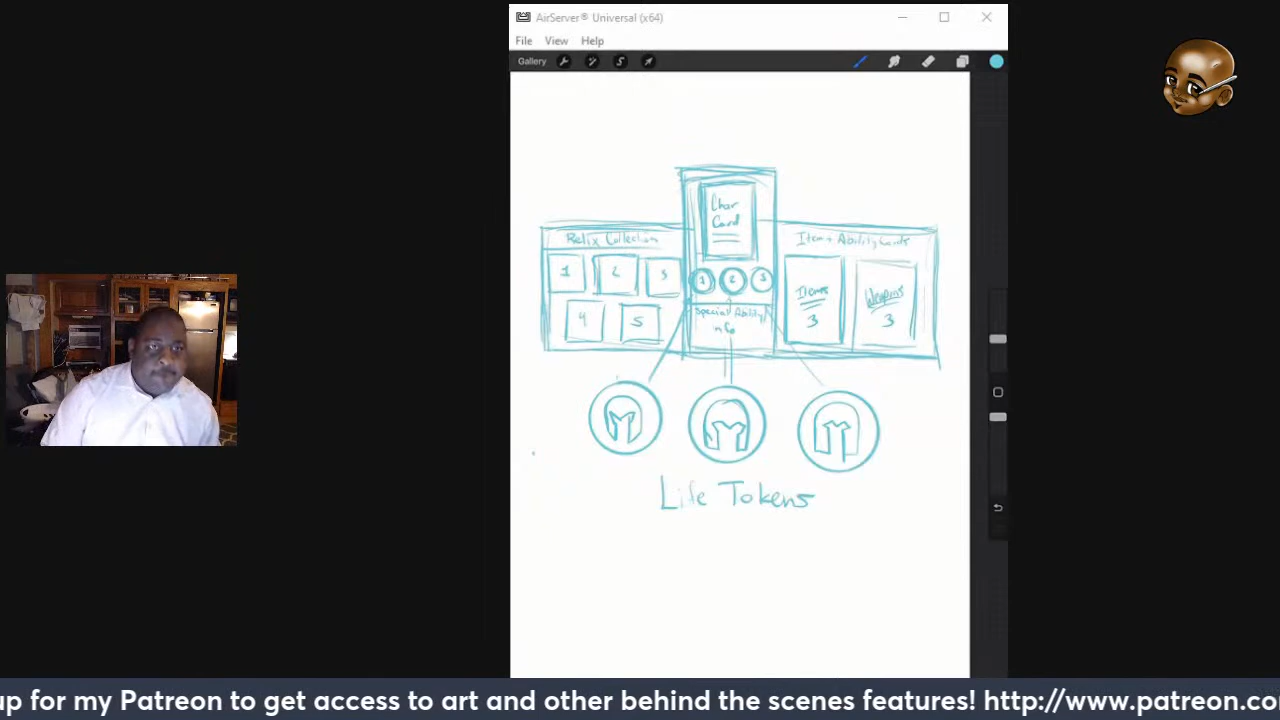 AirServer® Universal (x64)
File View Help
Gallery
Char
Card
Relix Collection
Item + Ability Cards
1 2 3
1 2 3
Items
3
Weapons
3
4 5
Special Ability
Life Tokens
up for my Patreon to get access to art and other behind the scenes features! http://www.patreon.co